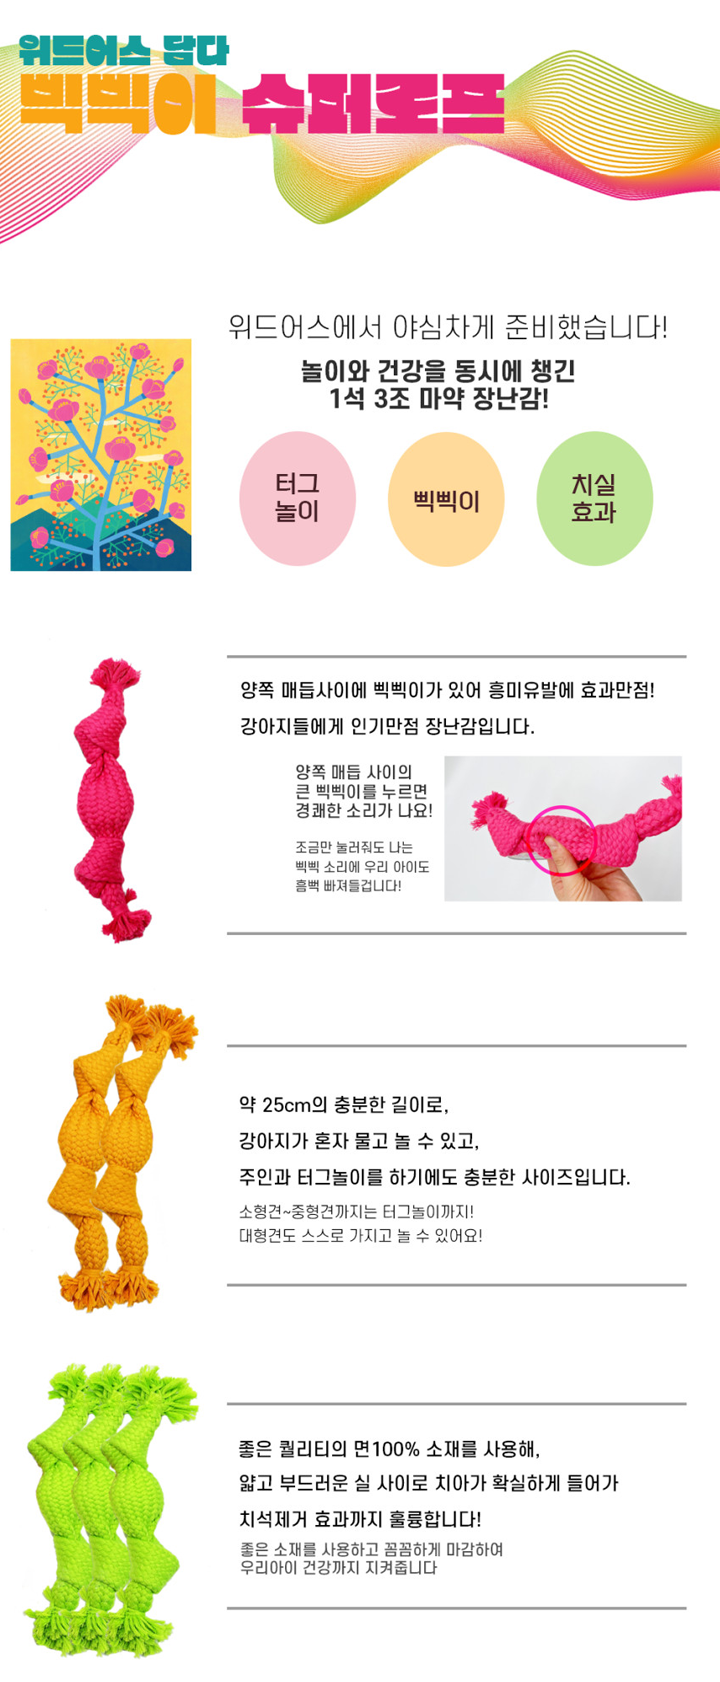 위드어스 담다
삑삑이 슈퍼로프
위드어스에서 야심차게 준비했습니다!
놀이와 건강을 동시에 챙긴
1석 3조 마약 장난감!
터그
놀이
삑삑이
치실
효과
양쪽 매듭사이에 삑삑이가 있어 흥미유발에 효과만점!
강아지들에게 인기만점 장난감입니다.
양쪽 매듭 사이의
큰 삑삑이를 누르면
경쾌한 소리가 나요!
조금만 눌러줘도 나는
삑삑 소리에 우리 아이도
흠뻑 빠져들겁니다!
약 25cm의 충분한 길이로,
강아지가 혼자 물고 놀 수 있고,
주인과 터그놀이를 하기에도 충분한 사이즈입니다.
소형견~중형견까지는 터그놀이까지!
대형견도 스스로 가지고 놀 수 있어요!
좋은 퀄리티의 면100% 소재를 사용해,
얇고 부드러운 실 사이로 치아가 확실하게 들어가
치석제거 효과까지 훌륭합니다!
좋은 소재를 사용하고 꼼꼼하게 마감하여
우리아이 건강까지 지켜줍니다